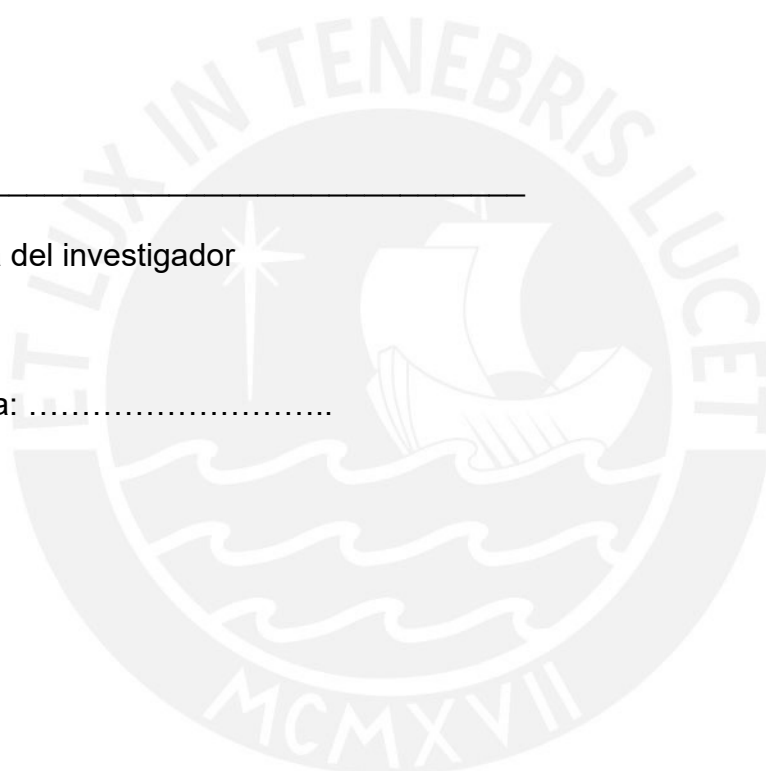 ET LUX IN TENEBRIS LUCET
del investigador
a: ………………………..
MCMXVII